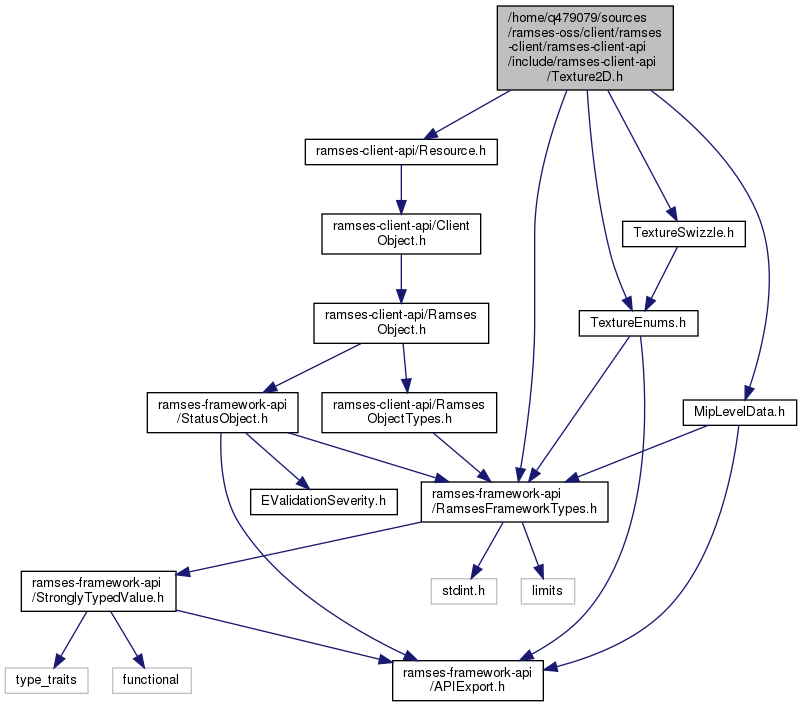 /home/q479079/sources
/ramses-oss/client/ramses
-client/ramses-client-api
/include/ramses-client-api
/Texture2D.h
ramses-client-api/Resource.h
ramses-client-api/Client
Object.h
TextureSwizzle.h
ramses-client-api/Ramses
Object.h
TextureEnums.h
ramses-framework-api
/StatusObject.h
ramses-client-api/Ramses
ObjectTypes.h
MipLevelData.h
EValidationSeverity.h
ramses-framework-api
/RamsesFrameworkTypes.h
ramses-framework-api
/StronglyTypedValue.h
stdint.h
limits
type_traits
functional
ramses-framework-api
/APIExport.h